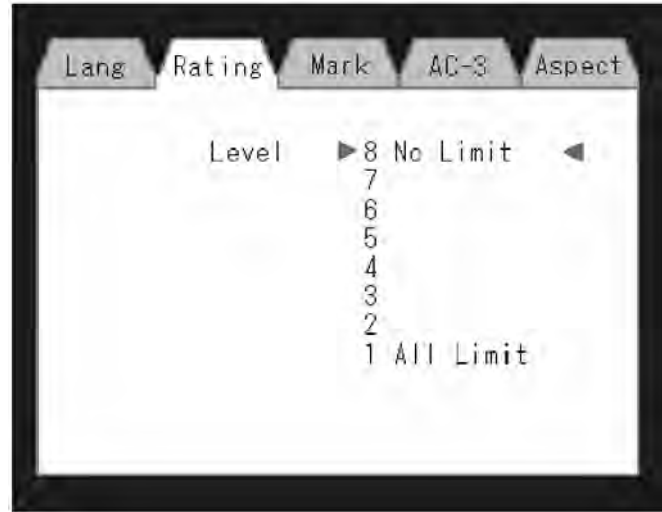 Lang Rating Mark AC-3 Aspect
Level ▶8 No Limit ◀
7
6
5
4
3
2
1 All Limit